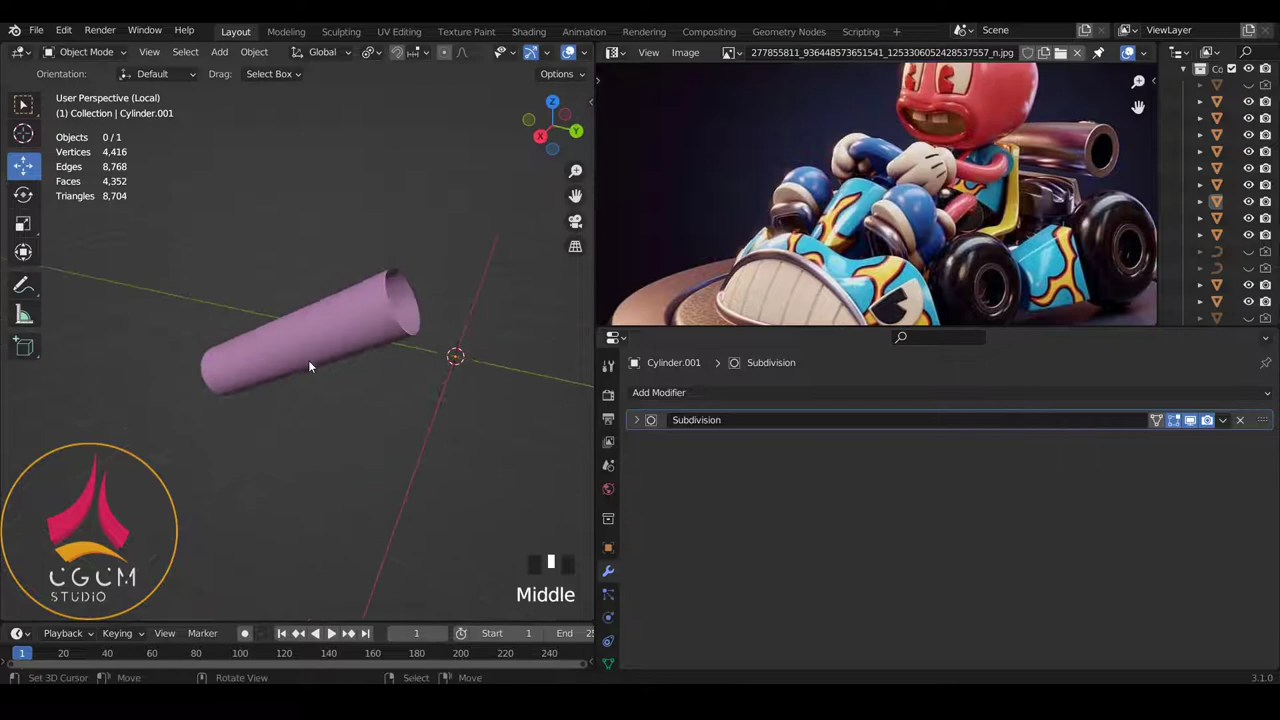 File Edit Render Window Help Layout Modeling Sculpting UV Editing Texture Paint Shading Animation Rendering Compositing Geometry Nodes Scripting + Scene ViewLayer
Object Mode View Select Add Object Global View Image 277855811_936448573651541_1253306052428537557_n.jpg
Orientation: Default Drag: Select Box Options
User Perspective (Local)
(1) Collection | Cylinder.001
Objects 0 / 1
Vertices 4,416
Edges 8,768
Faces 4,352
Triangles 8,704
Z
Y
X
Co
Cylinder.001 > Subdivision
Add Modifier
Subdivision
CGCM
STUDIO
Middle
Playback Keying View Marker 1 Start 1 End 25
1 20 40 60 80 100 120 140 160 180 200 220 240
Set 3D Cursor Move Rotate View Select Move 3.1.0